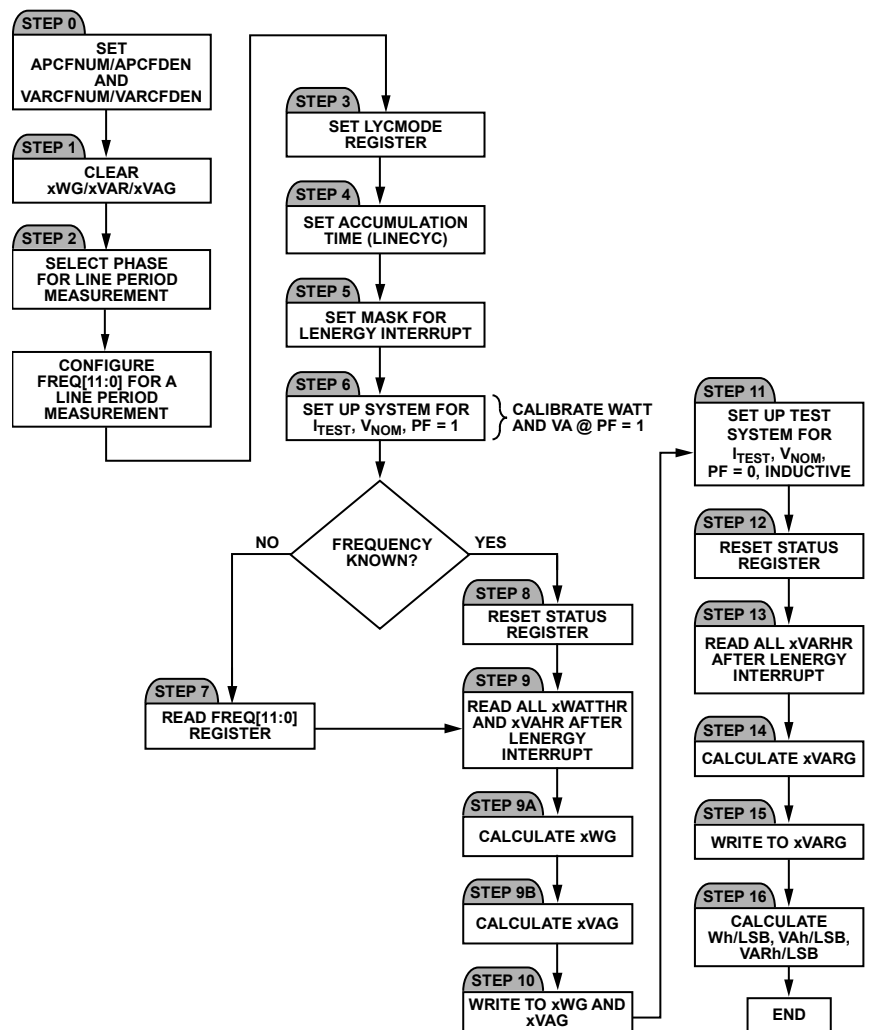 STEP 0
SET
APCFNUM/APCFDEN
AND
VARCFNUM/VARCFDEN
STEP 1
CLEAR
xWG/xVAR/xVAG
STEP 2
SELECT PHASE
FOR LINE PERIOD
MEASUREMENT
CONFIGURE
FREQ[11:0] FOR A
LINE PERIOD
MEASUREMENT
STEP 3
SET LYCMODE
REGISTER
STEP 4
SET ACCUMULATION
TIME (LINECYC)
STEP 5
SET MASK FOR
LENERGY INTERRUPT
STEP 6
SET UP SYSTEM FOR
ITEST, VNOM, PF = 1
CALIBRATE WATT
AND VA @ PF = 1
FREQUENCY
KNOWN?
NO
YES
STEP 7
READ FREQ[11:0]
REGISTER
STEP 8
RESET STATUS
REGISTER
STEP 9
READ ALL xWATTHR
AND xVAHR AFTER
LENERGY
INTERRUPT
STEP 9A
CALCULATE xWG
STEP 9B
CALCULATE xVAG
STEP 10
WRITE TO xWG AND
xVAG
STEP 11
SET UP TEST
SYSTEM FOR
ITEST, VNOM,
PF = 0, INDUCTIVE
STEP 12
RESET STATUS
REGISTER
STEP 13
READ ALL xVARHR
AFTER LENERGY
INTERRUPT
STEP 14
CALCULATE xVARG
STEP 15
WRITE TO xVARG
STEP 16
CALCULATE
Wh/LSB, VAh/LSB,
VARh/LSB
END